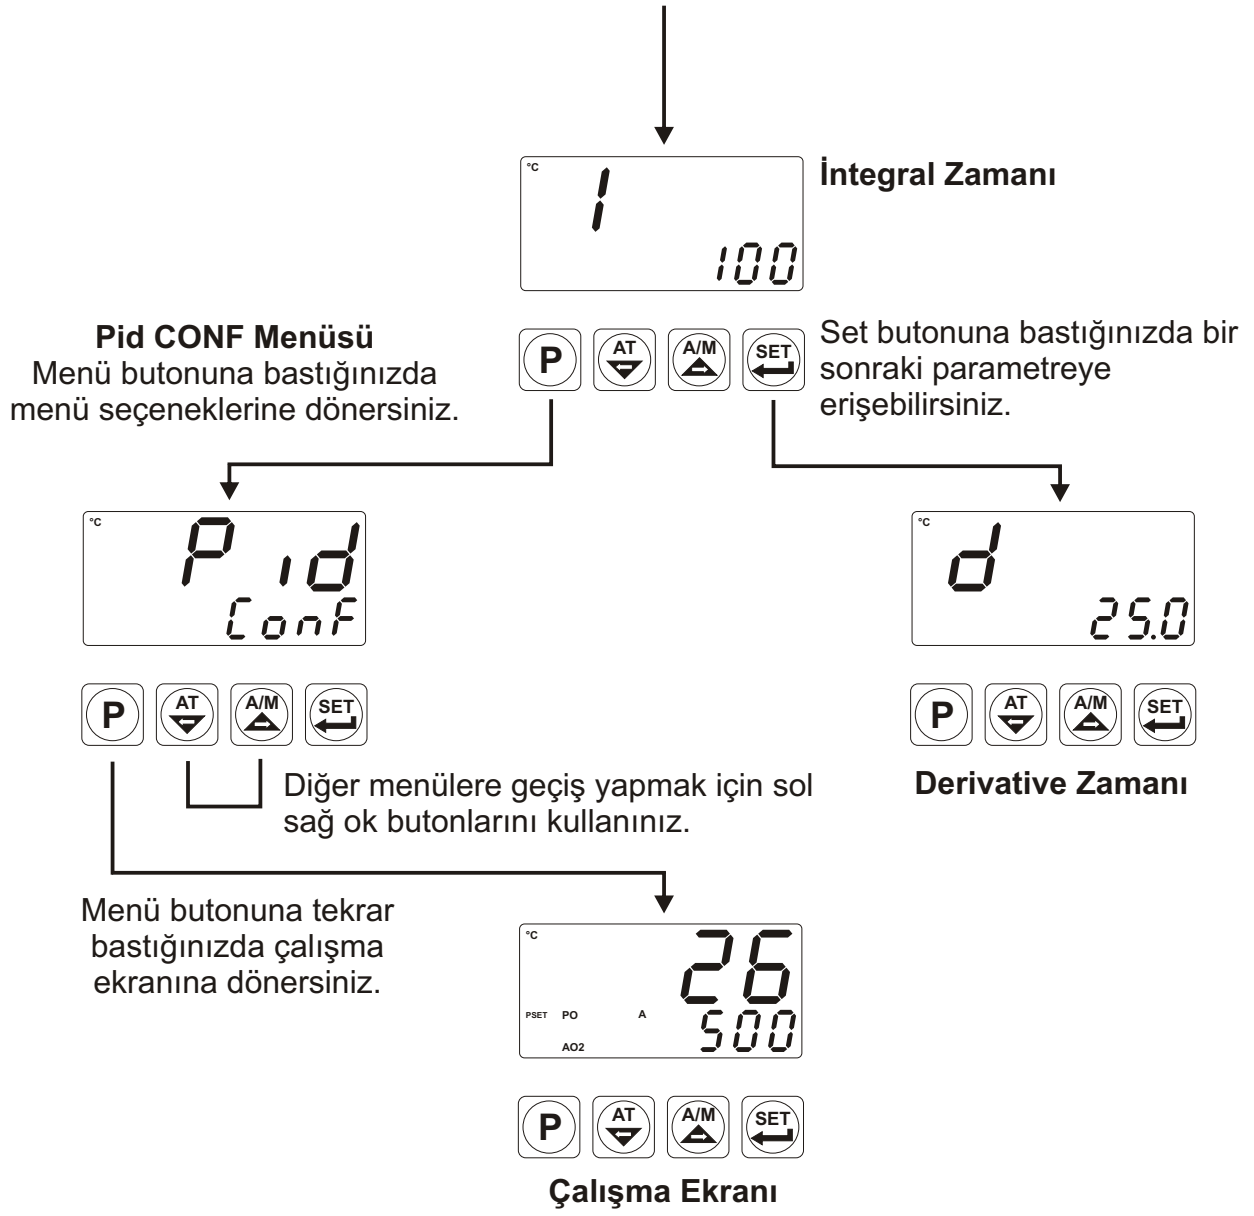 °C
I
100
İntegral Zamanı
P
AT
A/M
SET
Pid CONF Menüsü
Menü butonuna bastığınızda
menü seçeneklerine dönersiniz.
Set butonuna bastığınızda bir
sonraki parametreye
erişebilirsiniz.
°C
Pid
ConF
P
AT
A/M
SET
°C
d
25.0
P
AT
A/M
SET
Derivative Zamanı
Diğer menülere geçiş yapmak için sol
sağ ok butonlarını kullanınız.
Menü butonuna tekrar
bastığınızda çalışma
ekranına dönersiniz.
°C
26
PSET PO A
500
AO2
P
AT
A/M
SET
Çalışma Ekranı